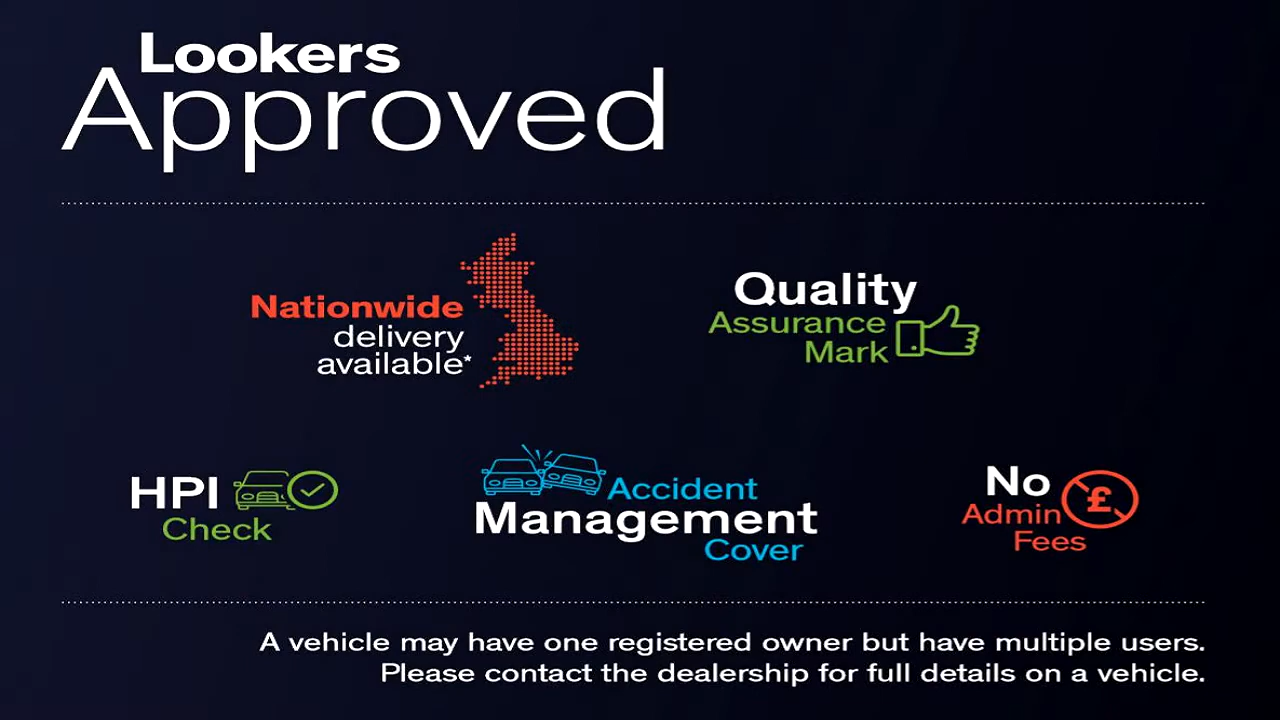 Lookers
Approved
Nationwide
delivery
available*
Quality
Assurance
Mark
HPI
Check
Accident
Management
Cover
No
Admin
£
Fees
A vehicle may have one registered owner but have multiple users.
Please contact the dealership for full details on a vehicle.